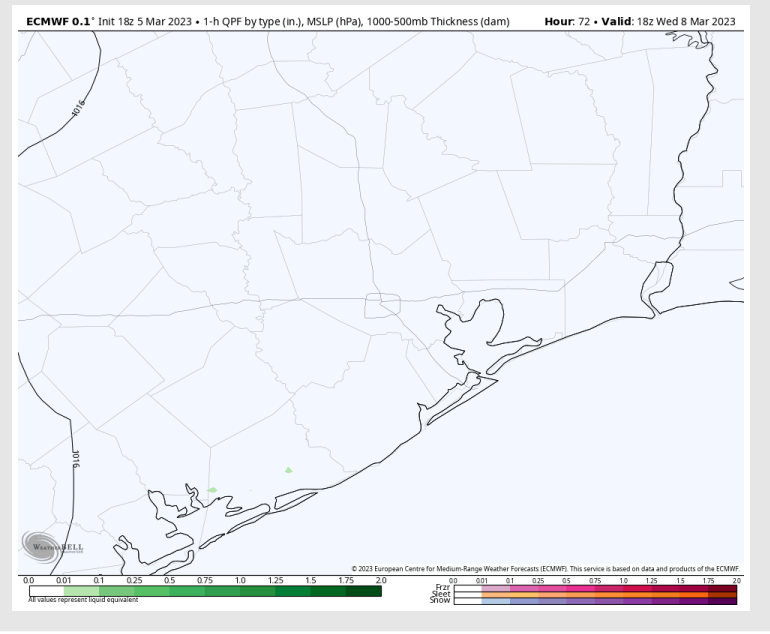 ECMWF 0.1° Init 18z 5 Mar 2023 • 1-h QPF by type (in.), MSLP (hPa), 1000-500mb Thickness (dam) Hour: 72 • Valid: 18z Wed 8 Mar 2023
1016
1016
WeatherBELL
© 2023 European Centre for Medium-Range Weather Forecasts (ECMWF). This service is based on data and products of the ECMWF.
0.0 0.01 0.1 0.25 0.5 0.75 1.0 1.25 1.5 1.75 2.0
All values represent liquid equivalent
0.0 0.01 0.1 0.25 0.5 0.75 1.0 1.25 1.5 1.75 2.0
Frzr
Sleet
Snow